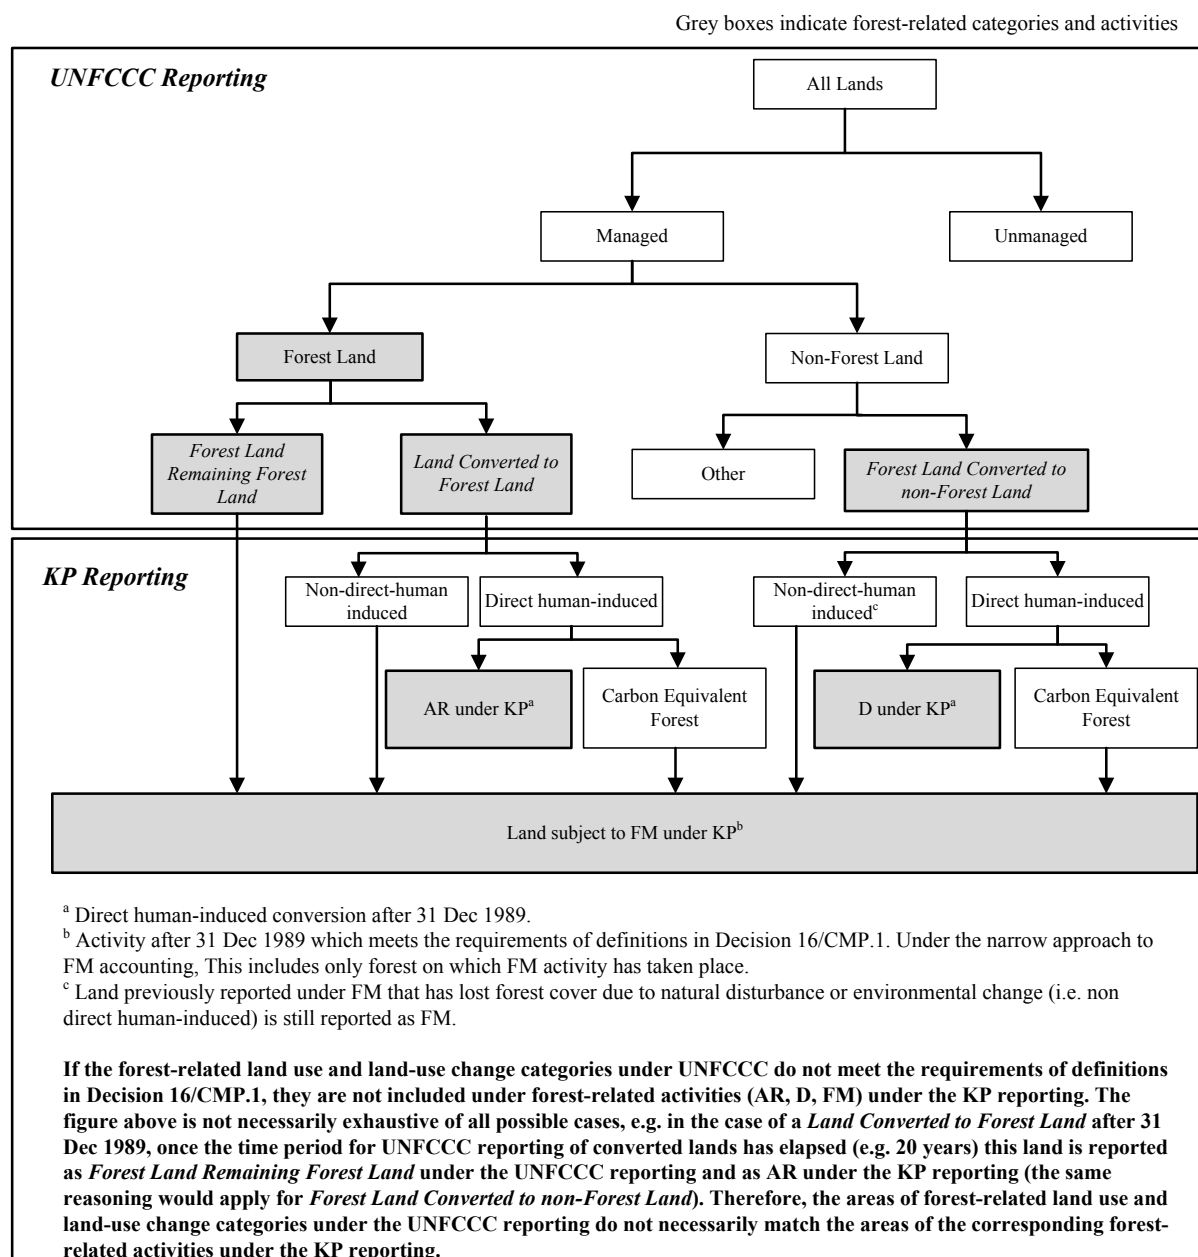 Grey boxes indicate forest-related categories and activities
UNFCCC Reporting
All Lands
Managed
Unmanaged
Forest Land
Non-Forest Land
Forest Land
Remaining Forest
Land
Land Converted to
Forest Land
Other
Forest Land Converted to
non-Forest Land
KP Reporting
Non-direct-human
induced
Direct human-induced
Non-direct-human
inducedᶜ
Direct human-induced
AR under KPᵃ
Carbon Equivalent
Forest
D under KPᵃ
Carbon Equivalent
Forest
Land subject to FM under KPᵇ
ᵃ Direct human-induced conversion after 31 Dec 1989.
ᵇ Activity after 31 Dec 1989 which meets the requirements of definitions in Decision 16/CMP.1. Under the narrow approach to
FM accounting, This includes only forest on which FM activity has taken place.
ᶜ Land previously reported under FM that has lost forest cover due to natural disturbance or environmental change (i.e. non
direct human-induced) is still reported as FM.
If the forest-related land use and land-use change categories under UNFCCC do not meet the requirements of definitions
in Decision 16/CMP.1, they are not included under forest-related activities (AR, D, FM) under the KP reporting. The
figure above is not necessarily exhaustive of all possible cases, e.g. in the case of a Land Converted to Forest Land after 31
Dec 1989, once the time period for UNFCCC reporting of converted lands has elapsed (e.g. 20 years) this land is reported
as Forest Land Remaining Forest Land under the UNFCCC reporting and as AR under the KP reporting (the same
reasoning would apply for Forest Land Converted to non-Forest Land). Therefore, the areas of forest-related land use and
land-use change categories under the UNFCCC reporting do not necessarily match the areas of the corresponding forest-
related activities under the KP reporting.